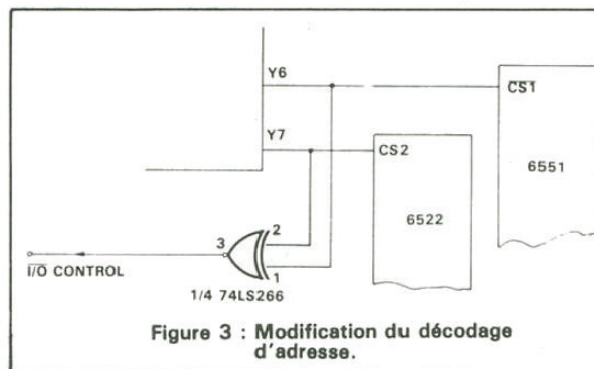 Y6
CS1
Y7
CS2
6551
6522
3
2
1
I/O CONTROL
1/4 74LS266
Figure 3 : Modification du décodage
d'adresse.